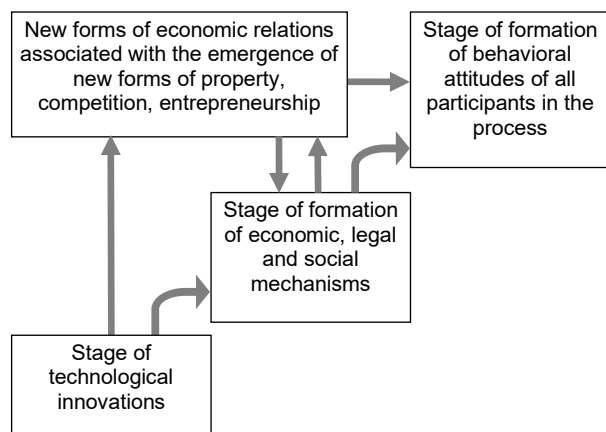 New forms of economic relations
associated with the emergence of
new forms of property,
competition, entrepreneurship
Stage of formation
of behavioral
attitudes of all
participants in the
process
Stage of formation
of economic, legal
and social
mechanisms
Stage of
technological
innovations